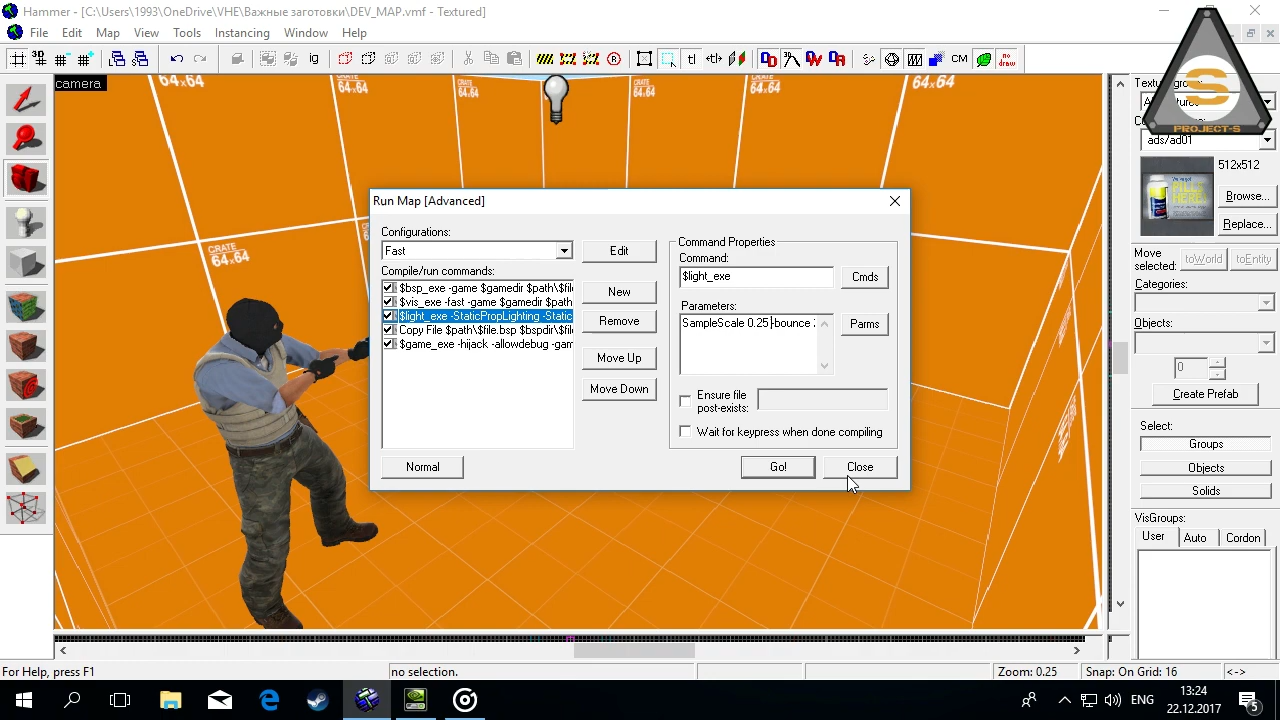 Hammer - [C:\Users\1993\OneDrive\VHE\Важные заготовки\DEV_MAP.vmf - Textured]
File Edit Map View Tools Instancing Window Help
camera
CRATE
64x64
CRATE
64x64
CRATE
64x64
CRATE
64x64
64x64
64x64
CRATE
64x64
S
PROJECT-S
ads/ad01
512x512
Browse...
Replace...
Move
selected:
toWorld
toEntity
Categories:
Objects:
0
Create Prefab
Select:
Groups
Objects
Solids
VisGroups:
User Auto Cordon
Run Map [Advanced]
Configurations:
Fast
Edit
Compile/run commands:
$bsp_exe -game $gamedir $path\$file
$vis_exe -fast -game $gamedir $path
$light_exe -StaticPropLighting -Static
Copy File $path\$file.bsp $bspdir\$file
$game_exe -hijack -allowdebug -gam
New
Remove
Move Up
Move Down
Normal
Command Properties
Command:
$light_exe
Cmds
Parameters:
SampleScale 0.25 -bounce
Parms
Ensure file
post-exists:
Wait for keypress when done compiling
Go!
Close
For Help, press F1
no selection.
Zoom: 0.25
Snap: On Grid: 16
<->
ENG
13:24
22.12.2017
5